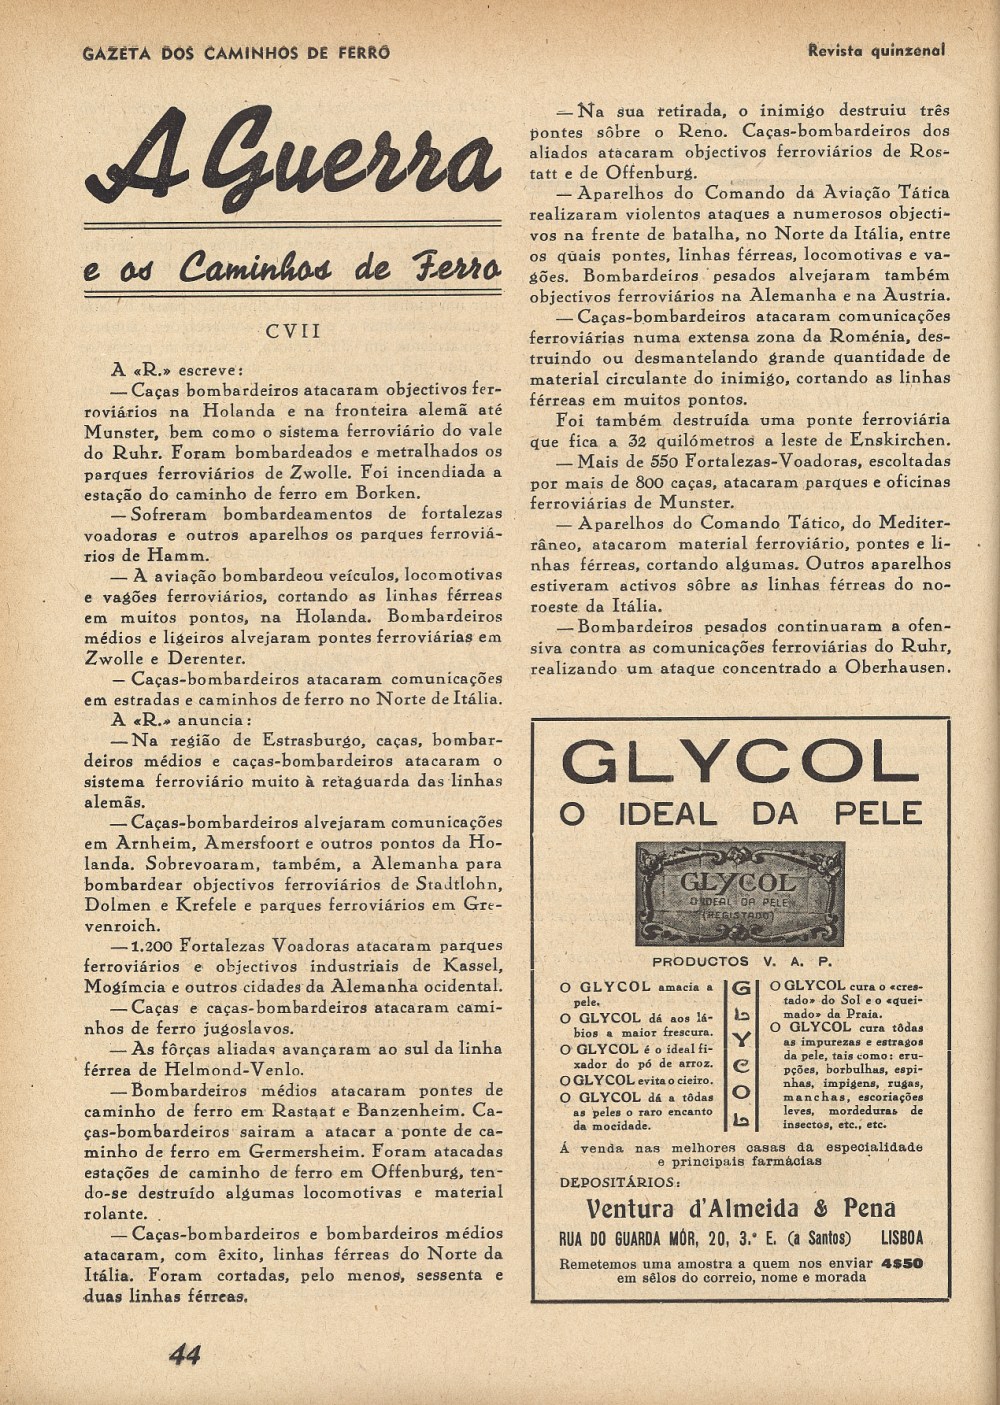 GAZETA DOS CAMINHOS DE FERRO
Revista quinzenal
A Guerra
e os Caminhos de Ferro
CVII
A «R.» escreve:
— Caças bombardeiros atacaram objectivos fer-
roviários na Holanda e na fronteira alemã até
Munster, bem como o sistema ferroviário do vale
do Ruhr. Foram bombardeados e metralhados os
parques ferroviários de Zwolle. Foi incendiada a
estação do caminho de ferro em Borken.
— Sofreram bombardeamentos de fortalezas
voadoras e outros aparelhos os parques ferroviá-
rios de Hamm.
— A aviação bombardeou veículos, locomotivas
e vagões ferroviários, cortando as linhas férreas
em muitos pontos, na Holanda. Bombardeiros
médios e ligeiros alvejaram pontes ferroviárias em
Zwolle e Derenter.
— Caças-bombardeiros atacaram comunicações
em estradas e caminhos de ferro no Norte de Itália.
A «R.» anuncia:
— Na região de Estrasburgo, caças, bombar-
deiros médios e caças-bombardeiros atacaram o
sistema ferroviário muito à retaguarda das linhas
alemãs.
— Caças-bombardeiros alvejaram comunicações
em Arnheim, Amersfoort e outros pontos da Ho-
landa. Sobrevoaram, também, a Alemanha para
bombardear objectivos ferroviários de Stadtlohn,
Dolmen e Krefele e parques ferroviários em Gre-
venroich.
— 1.200 Fortalezas Voadoras atacaram parques
ferroviários e objectivos industriais de Kassel,
Mogímcia e outros cidades da Alemanha ocidental.
— Caças e caças-bombardeiros atacaram cami-
nhos de ferro jugoslavos.
— As fôrças aliadas avançaram ao sul da linha
férrea de Helmond-Venlo.
— Bombardeiros médios atacaram pontes de
caminho de ferro em Rastaat e Banzenheim. Ca-
ças-bombardeiros sairam a atacar a ponte de ca-
minho de ferro em Germersheim. Foram atacadas
estações de caminho de ferro em Offenburg, ten-
do-se destruído algumas locomotivas e material
rolante.
— Caças-bombardeiros e bombardeiros médios
atacaram, com êxito, linhas férreas do Norte da
Itália. Foram cortadas, pelo menos, sessenta e
duas linhas férreas.
— Na sua retirada, o inimigo destruiu três
pontes sôbre o Reno. Caças-bombardeiros dos
aliados atacaram objectivos ferroviários de Ros-
tatt e de Offenburg.
— Aparelhos do Comando da Aviação Tática
realizaram violentos ataques a numerosos objecti-
vos na frente de batalha, no Norte da Itália, entre
os quais pontes, linhas férreas, locomotivas e va-
gões. Bombardeiros pesados alvejaram também
objectivos ferroviários na Alemanha e na Austria.
— Caças-bombardeiros atacaram comunicações
ferroviárias numa extensa zona da Roménia, des-
truindo ou desmantelando grande quantidade de
material circulante do inimigo, cortando as linhas
férreas em muitos pontos.
Foi também destruída uma ponte ferroviária
que fica a 32 quilómetros a leste de Enskirchen.
— Mais de 550 Fortalezas-Voadoras, escoltadas
por mais de 800 caças, atacaram parques e oficinas
ferroviárias de Munster.
— Aparelhos do Comando Tático, do Mediter-
râneo, atacarom material ferroviário, pontes e li-
nhas férreas, cortando algumas. Outros aparelhos
estiveram activos sôbre as linhas férreas do no-
roeste da Itália.
— Bombardeiros pesados continuaram a ofen-
siva contra as comunicações ferroviárias do Ruhr,
realizando um ataque concentrado a Oberhausen.
GLYCOL
O IDEAL DA PELE
GLYCOL
O IDEAL DA PELE
(REGISTADO)
PRODUCTOS V. A. P.
O GLYCOL amacia a
pele.
O GLYCOL dá aos lá-
bios a maior frescura.
O GLYCOL é o ideal fi-
xador do pó de arroz.
O GLYCOL evita o cieiro.
O GLYCOL dá a tôdas
as peles o raro encanto
da mocidade.
G
L
Y
C
O
L
O GLYCOL cura o «cres-
tado» do Sol e o «quei-
mado» da Praia.
O GLYCOL cura tôdas
as impurezas e estragos
da pele, tais como: eru-
pções, borbulhas, espi-
nhas, impigens, rugas,
manchas, escoriações
leves, mordeduras de
insectos, etc., etc.
Á venda nas melhores casas da especialidade
e principais farmácias
DEPOSITÁRIOS:
Ventura d'Almeida & Pena
RUA DO GUARDA MÓR, 20, 3.º E. (a Santos) LISBOA
Remetemos uma amostra a quem nos enviar 4$50
em sêlos do correio, nome e morada
44